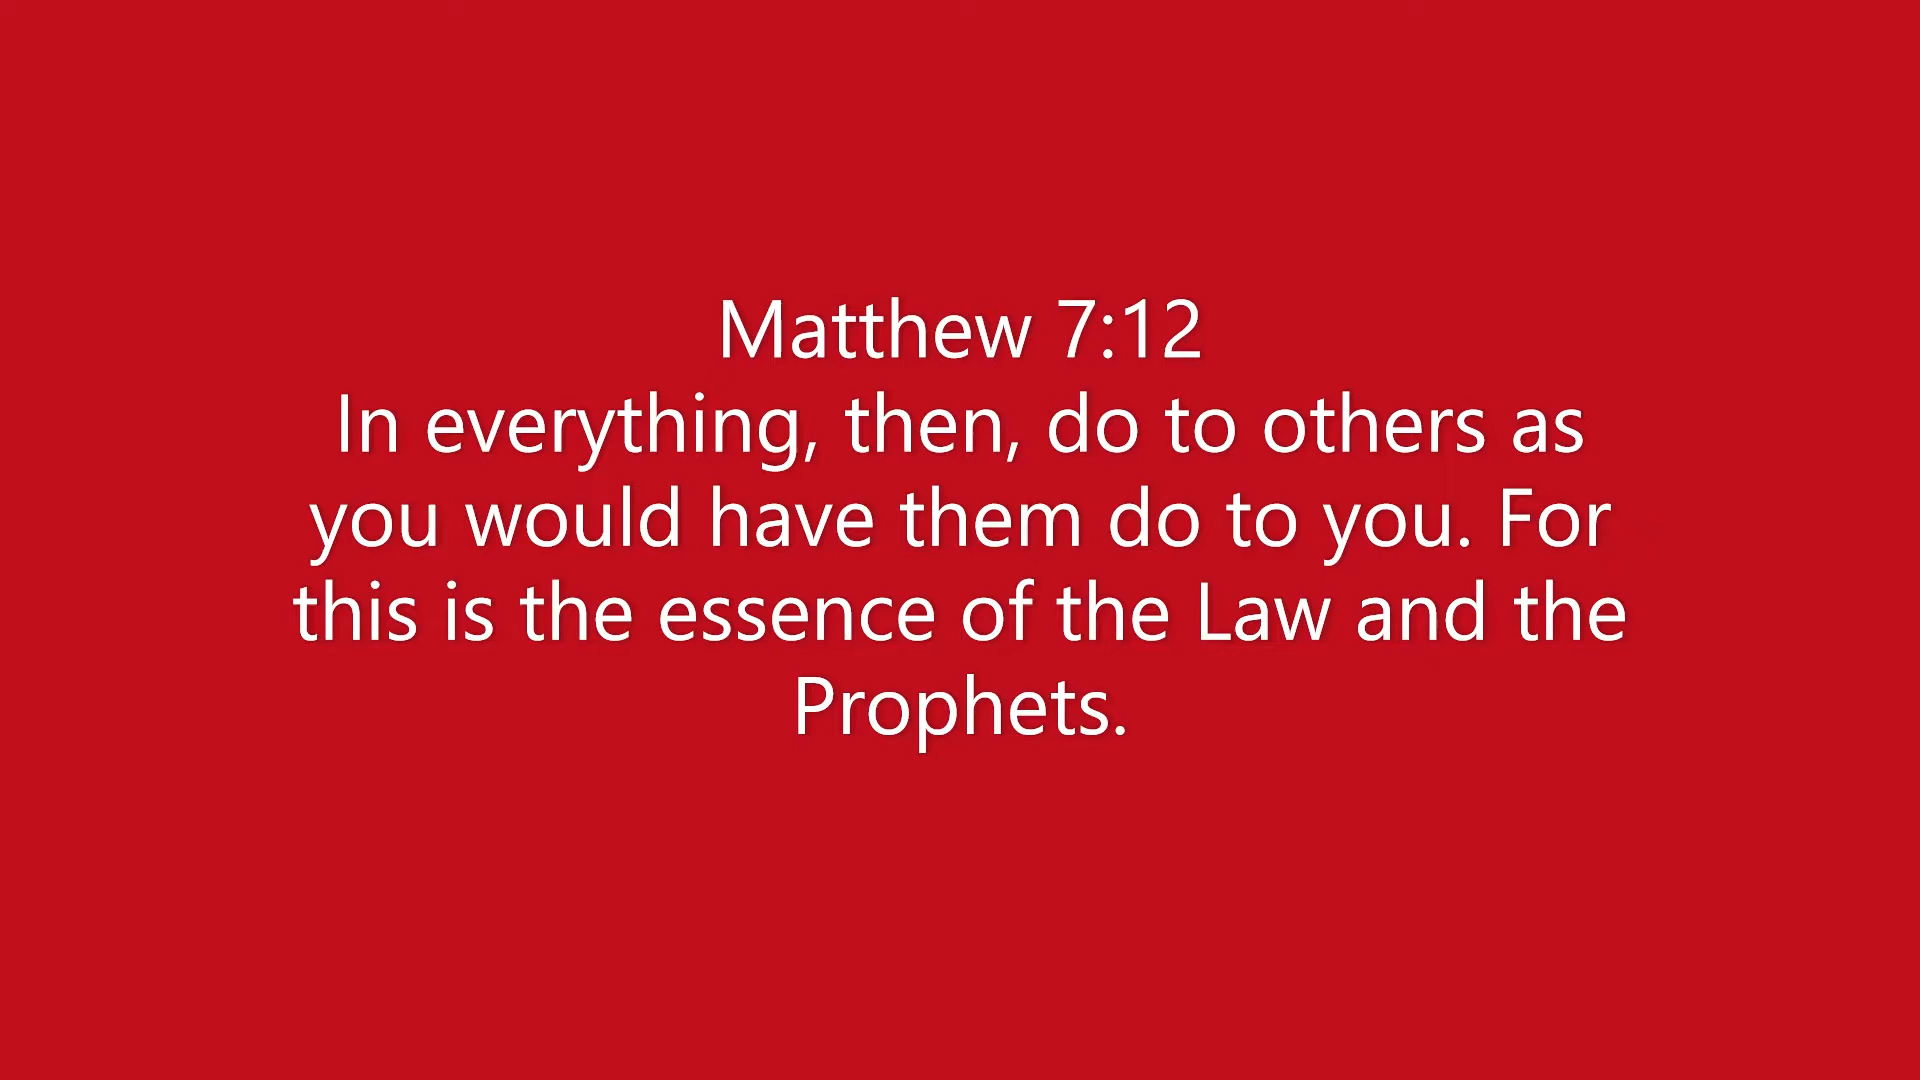 Matthew 7:12
In everything, then, do to others as
you would have them do to you. For
this is the essence of the Law and the
Prophets.